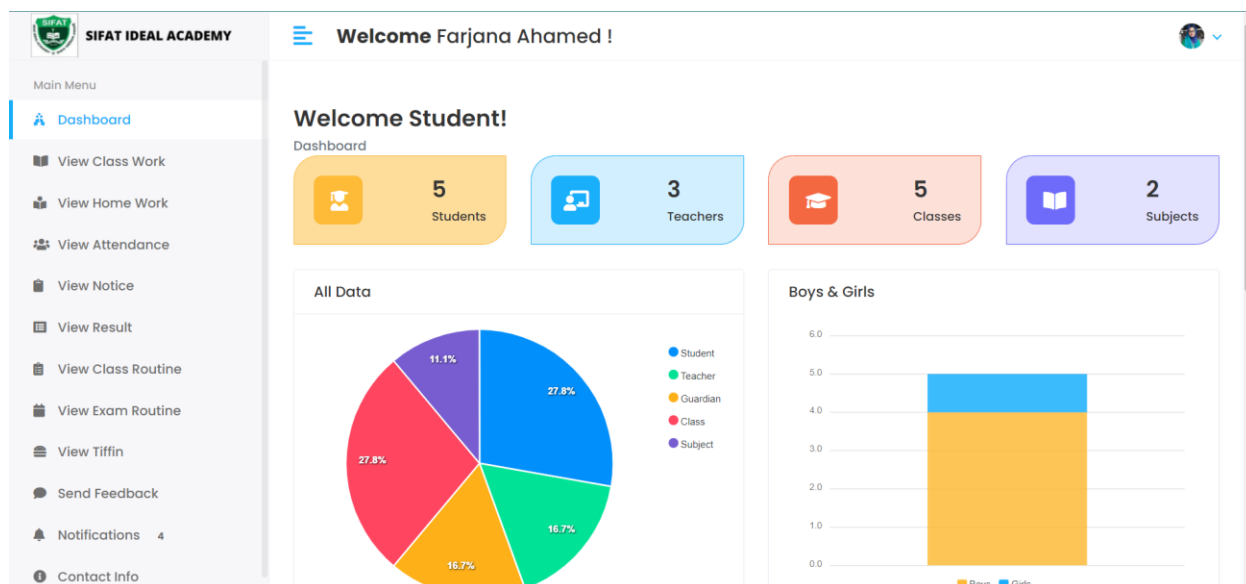 SIFAT
SIFAT IDEAL ACADEMY
Welcome Farjana Ahamed !
Main Menu
Dashboard
View Class Work
View Home Work
View Attendance
View Notice
View Result
View Class Routine
View Exam Routine
View Tiffin
Send Feedback
Notifications 4
Contact Info
Welcome Student!
Dashboard
5
Students
3
Teachers
5
Classes
2
Subjects
All Data
11.1%
27.8%
27.8%
16.7%
16.7%
Student
Teacher
Guardian
Class
Subject
Boys & Girls
6.0
5.0
4.0
3.0
2.0
1.0
0.0
Boys Girls